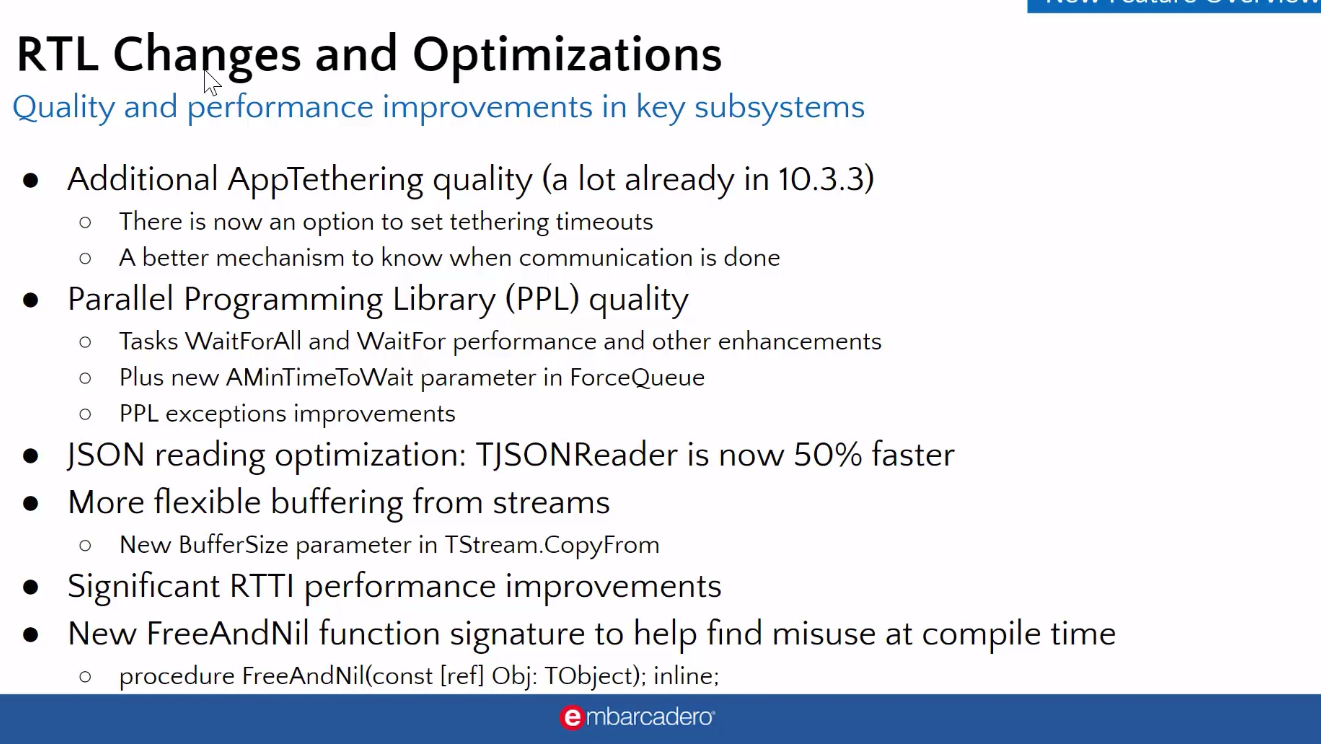 New Feature Overview
RTL Changes and Optimizations
Quality and performance improvements in key subsystems
● Additional AppTethering quality (a lot already in 10.3.3)
○ There is now an option to set tethering timeouts
○ A better mechanism to know when communication is done
● Parallel Programming Library (PPL) quality
○ Tasks WaitForAll and WaitFor performance and other enhancements
○ Plus new AMinTimeToWait parameter in ForceQueue
○ PPL exceptions improvements
● JSON reading optimization: TJSONReader is now 50% faster
● More flexible buffering from streams
○ New BufferSize parameter in TStream.CopyFrom
● Significant RTTI performance improvements
● New FreeAndNil function signature to help find misuse at compile time
○ procedure FreeAndNil(const [ref] Obj: TObject); inline;
embarcadero®